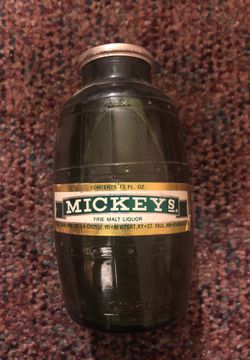 CONTENTS 12 FL. OZ.
MICKEYS
FINE MALT LIQUOR
LA CROSSE, WI•NEWPORT, KY•ST. PAUL, MN•